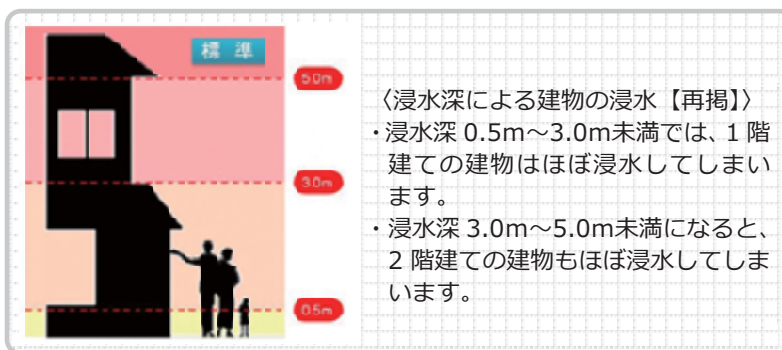 標 準
5.0m
3.0m
0.5m
〈浸水深による建物の浸水【再掲】〉
・浸水深 0.5m~3.0m未満では、1 階
建ての建物はほぼ浸水してしまい
ます。
・浸水深 3.0m~5.0m未満になると、
2 階建ての建物もほぼ浸水してしま
います。